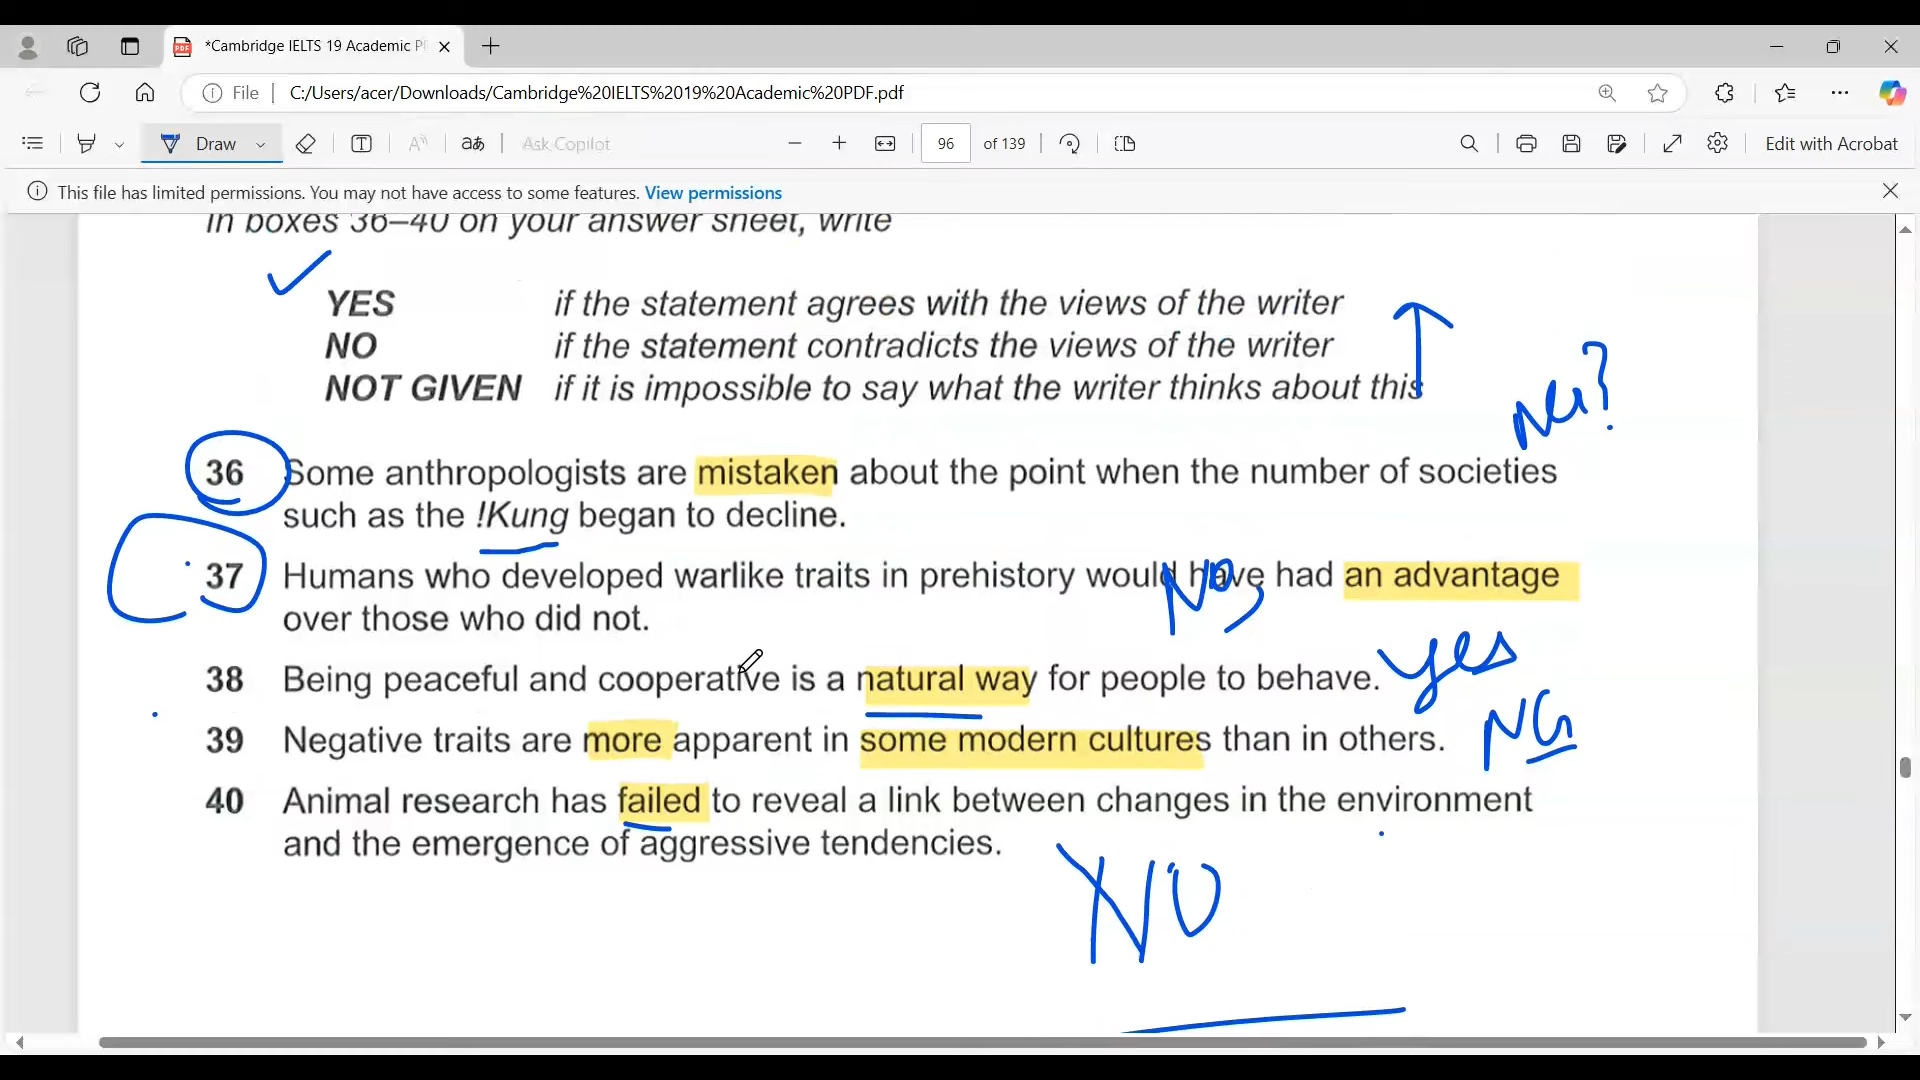 *Cambridge IELTS 19 Academic P
File
C:/Users/acer/Downloads/Cambridge%20IELTS%2019%20Academic%20PDF.pdf
Draw
Ask Copilot
96
of 139
Edit with Acrobat
This file has limited permissions. You may not have access to some features. View permissions
In boxes 36–40 on your answer sheet, write
YES if the statement agrees with the views of the writer
NO if the statement contradicts the views of the writer
NOT GIVEN if it is impossible to say what the writer thinks about this
36 Some anthropologists are mistaken about the point when the number of societies
such as the !Kung began to decline.
37 Humans who developed warlike traits in prehistory would have had an advantage
NO
over those who did not.
38 Being peaceful and cooperative is a natural way for people to behave. yes
39 Negative traits are more apparent in some modern cultures than in others. NG
40 Animal research has failed to reveal a link between changes in the environment
and the emergence of aggressive tendencies.
NO